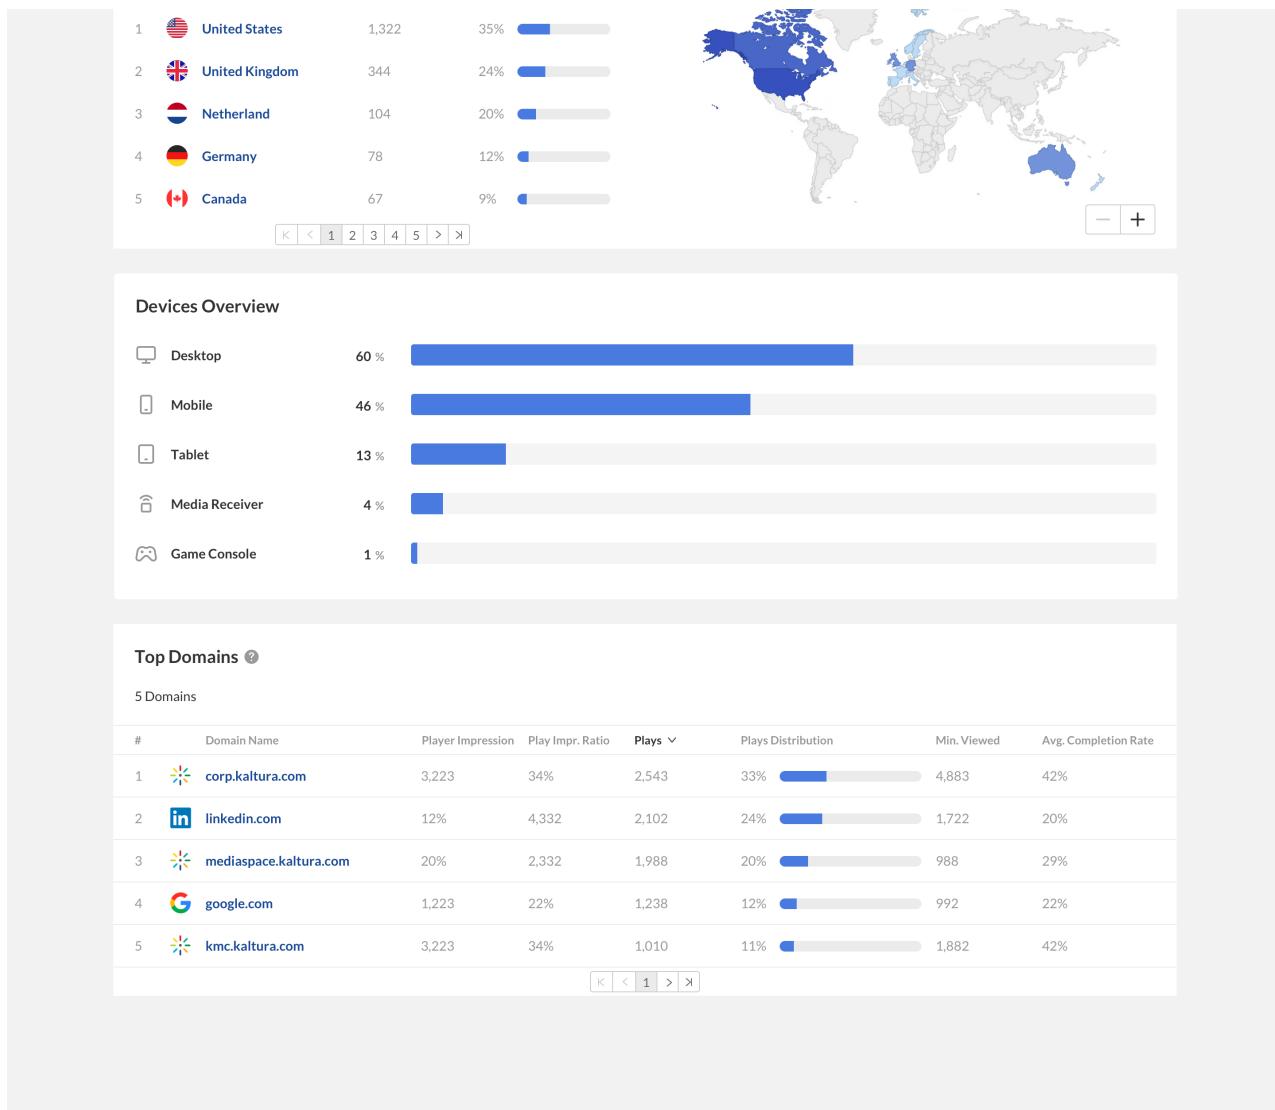 1 United States 1,322 35%
2 United Kingdom 344 24%
3 Netherland 104 20%
4 Germany 78 12%
5 Canada 67 9%
1 2 3 4 5
Devices Overview
Desktop 60 %
Mobile 46 %
Tablet 13 %
Media Receiver 4 %
Game Console 1 %
Top Domains ?
5 Domains
# Domain Name Player Impression Play Impr. Ratio Plays Plays Distribution Min. Viewed Avg. Completion Rate
1 corp.kaltura.com 3,223 34% 2,543 33% 4,883 42%
2 in linkedin.com 12% 4,332 2,102 24% 1,722 20%
3 mediaspace.kaltura.com 20% 2,332 1,988 20% 988 29%
4 G google.com 1,223 22% 1,238 12% 992 22%
5 kmc.kaltura.com 3,223 34% 1,010 11% 1,882 42%
1